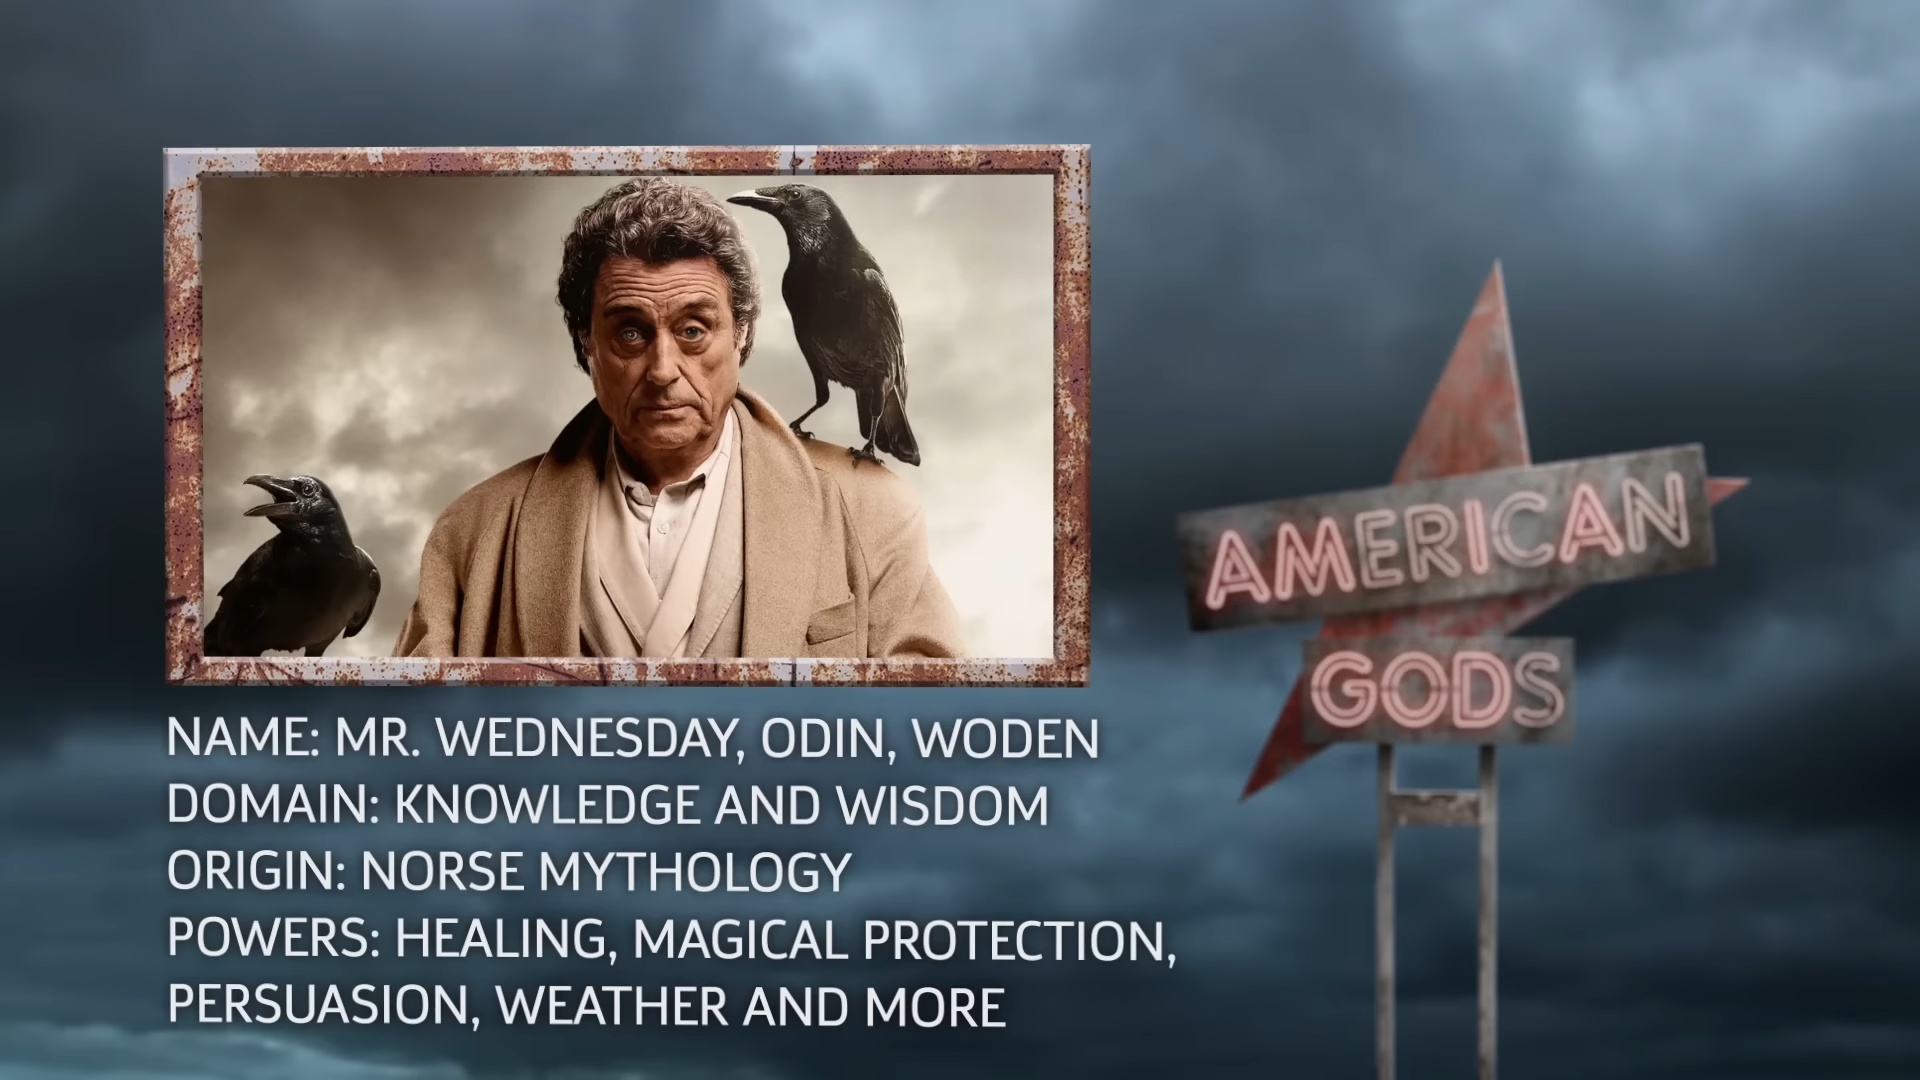 NAME: MR. WEDNESDAY, ODIN, WODEN
DOMAIN: KNOWLEDGE AND WISDOM
ORIGIN: NORSE MYTHOLOGY
POWERS: HEALING, MAGICAL PROTECTION,
PERSUASION, WEATHER AND MORE
AMERICAN
GODS